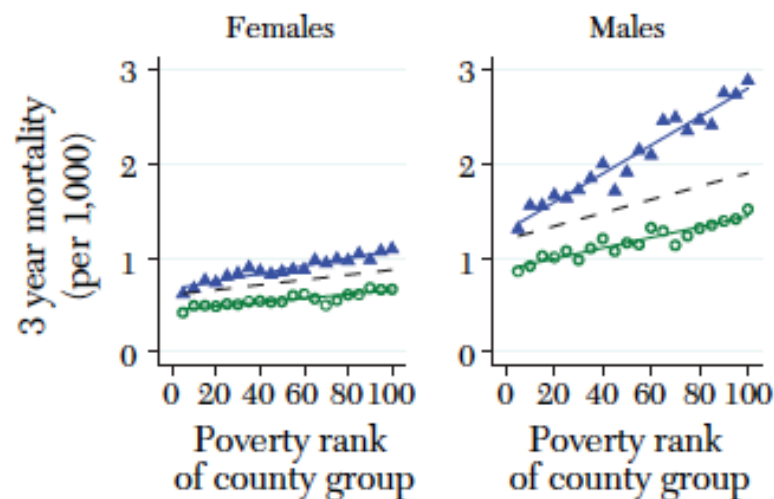 Females
Males
3 year mortality
(per 1,000)
3
2
1
0
0 20 40 60 80 100
Poverty rank
of county group
3
2
1
0
0 20 40 60 80 100
Poverty rank
of county group